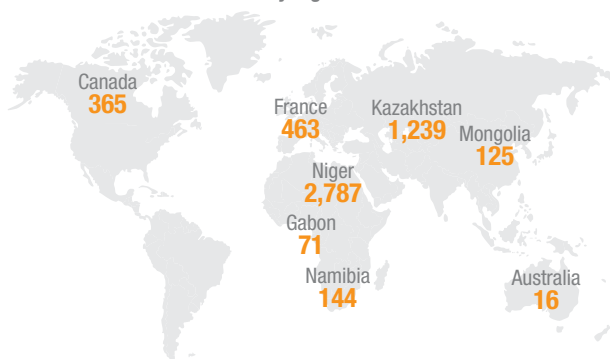 Canada
365
France
463
Kazakhstan
1,239
Mongolia
125
Niger
2,787
Gabon
71
Namibia
144
Australia
16